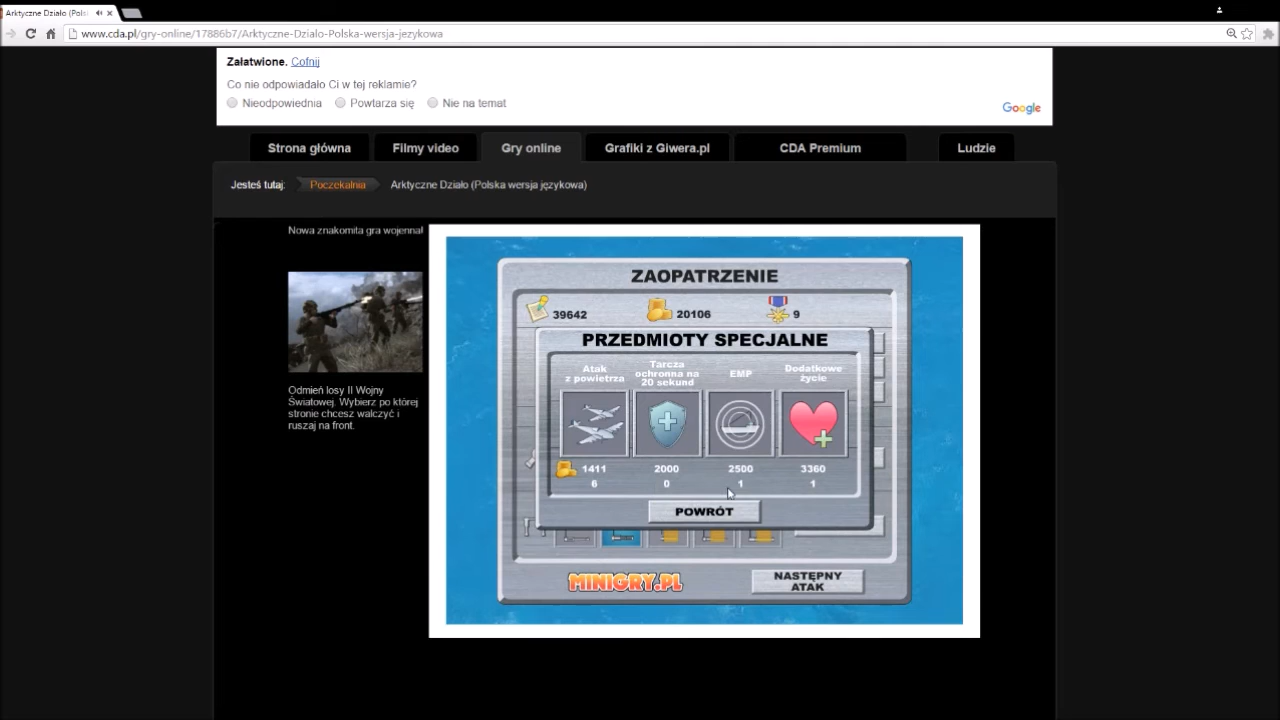 Arktyczne Działo (Pols
www.cda.pl/gry-online/17886b7/Arktyczne-Dzialo-Polska-wersja-jezykowa
Załatwione. Cofnij
Co nie odpowiadało Ci w tej reklamie?
Nieodpowiednia Powtarza się Nie na temat
Google
Strona główna Filmy video Gry online Grafiki z Giwera.pl CDA Premium Ludzie
Jesteś tutaj: Poczekalnia Arktyczne Działo (Polska wersja językowa)
Nowa znakomita gra wojenna!
Odmień losy II Wojny
Światowej. Wybierz po której
stronie chcesz walczyć i
ruszaj na front.
ZAOPATRZENIE
39642 20106 9
PRZEDMIOTY SPECJALNE
Atak
z powietrza
Tarcza
ochronna na
20 sekund
EMP
Dodatkowe
życie
1411 2000 2500 3360
6 0 1 1
POWRÓT
MINIGRY.PL
NASTĘPNY
ATAK